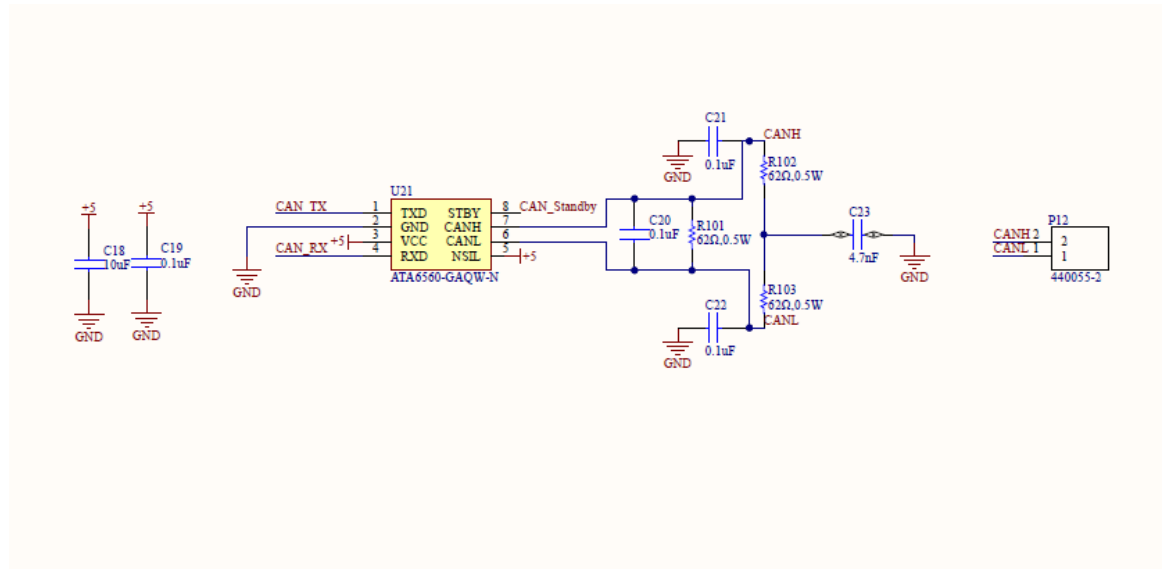 +5
C18
10uF
GND
+5
C19
0.1uF
GND
CAN_TX
GND
CAN_RX
+5
U21
1 TXD STBY 8 CAN_Standby
2 GND CANH 7
3 VCC CANL 6
4 RXD NSIL 5 +5
ATA6560-GAQW-N
C21
0.1uF
GND
CANH
R102
62Ω,0.5W
C20
0.1uF
R101
62Ω,0.5W
C23
4.7nF
GND
R103
62Ω,0.5W
CANL
C22
0.1uF
GND
P12
CANH 2 2
CANL 1 1
440055-2